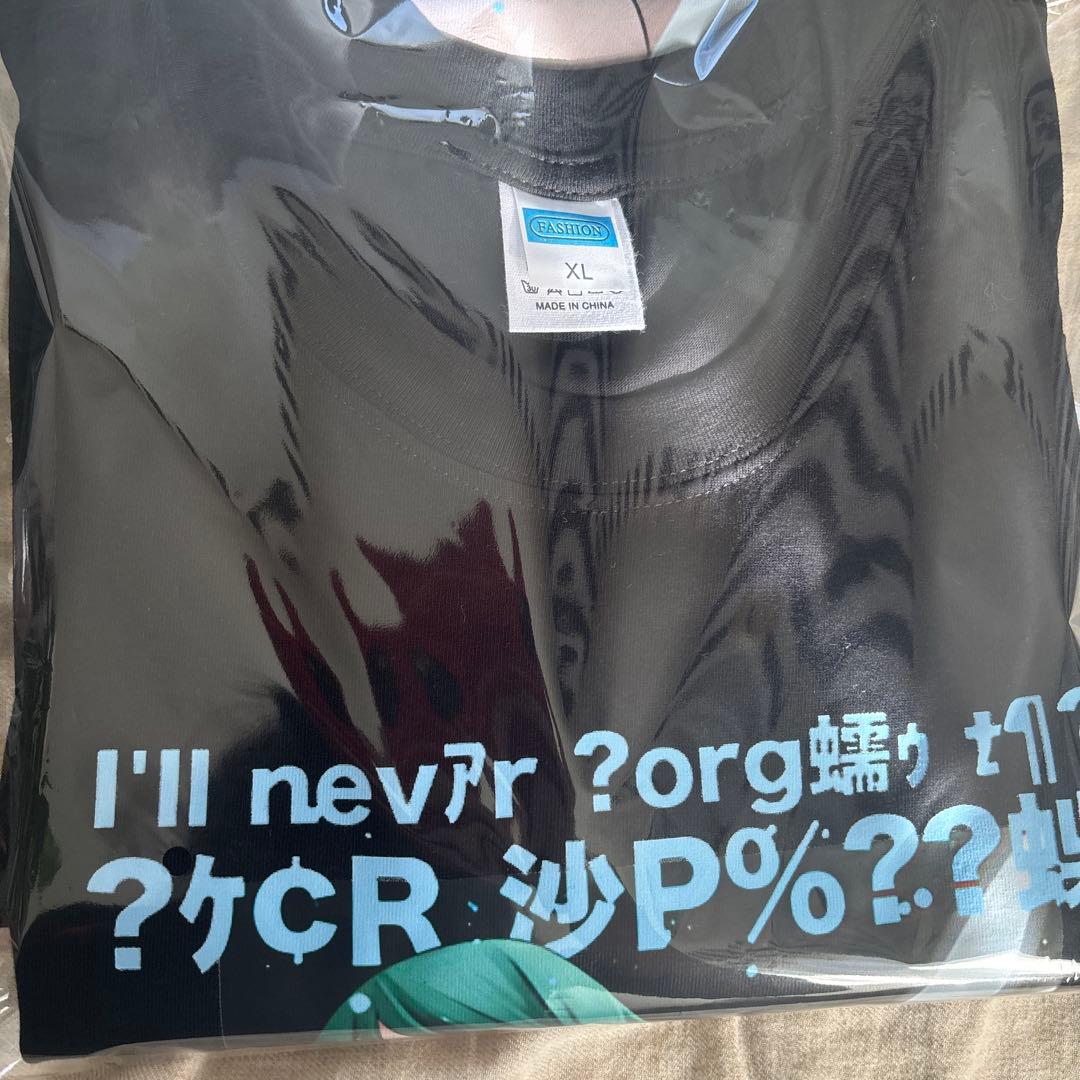 FASHION
XL
MADE IN CHINA
I'll nevｱr ?org蠕ｩ t¶?
?ｹ¢R 沙P%??蝶